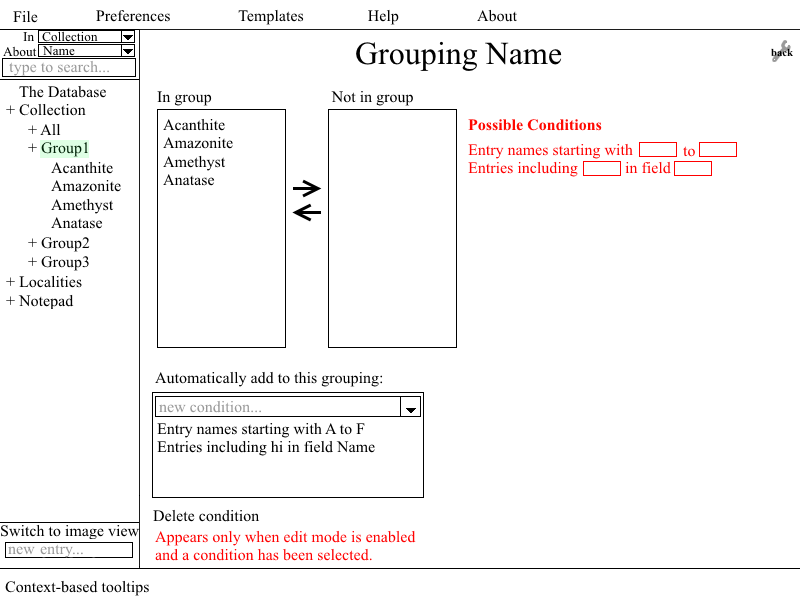 File Preferences Templates Help About
In Collection
About Name
type to search...
Grouping Name
back
The Database
+ Collection
+ All
+ Group1
Acanthite
Amazonite
Amethyst
Anatase
+ Group2
+ Group3
+ Localities
+ Notepad
In group
Acanthite
Amazonite
Amethyst
Anatase
Not in group
Possible Conditions
Entry names starting with to
Entries including in field
Automatically add to this grouping:
new condition...
Entry names starting with A to F
Entries including hi in field Name
Delete condition
Appears only when edit mode is enabled
and a condition has been selected.
Switch to image view
new entry...
Context-based tooltips